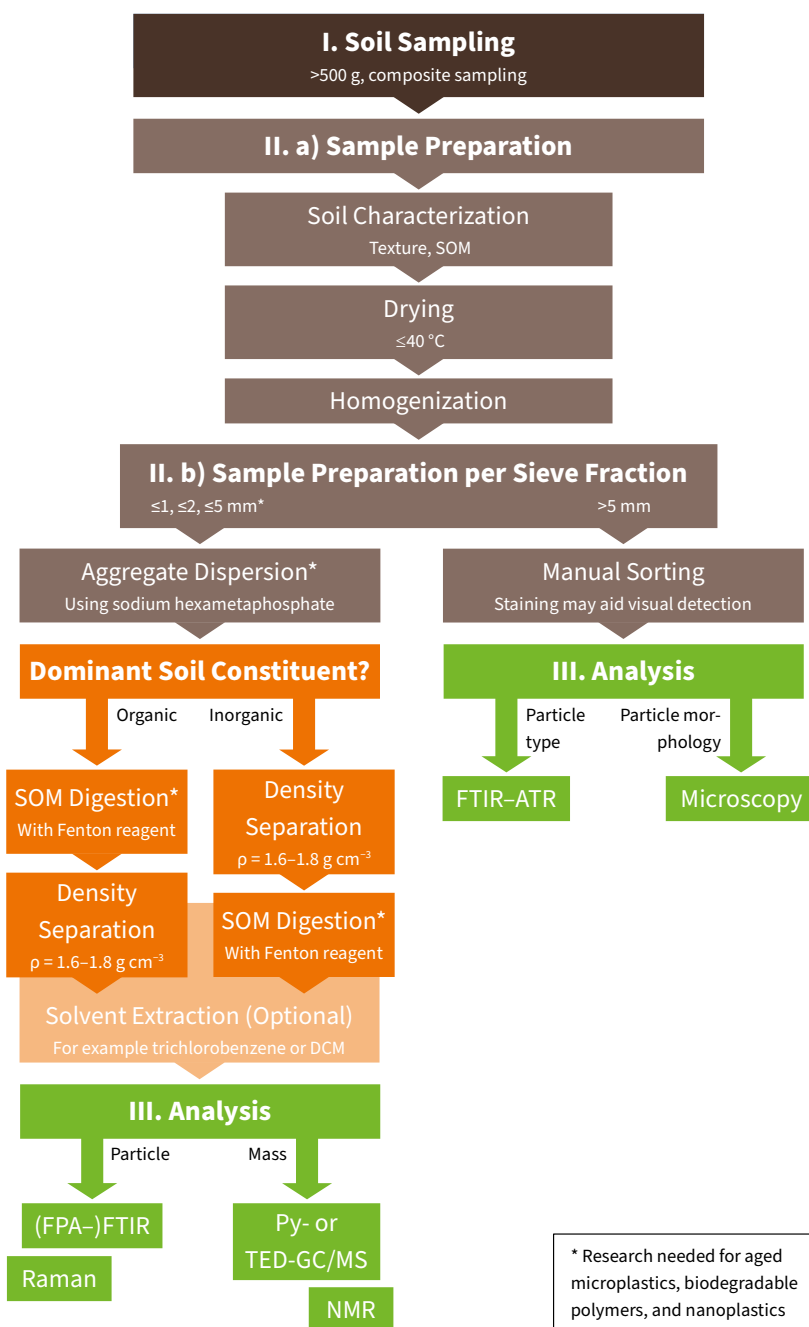 I. Soil Sampling
>500 g, composite sampling
II. a) Sample Preparation
Soil Characterization
Texture, SOM
Drying
≤40 °C
Homogenization
II. b) Sample Preparation per Sieve Fraction
≤1, ≤2, ≤5 mm*
>5 mm
Aggregate Dispersion*
Using sodium hexametaphosphate
Manual Sorting
Staining may aid visual detection
Dominant Soil Constituent?
Organic
Inorganic
SOM Digestion*
With Fenton reagent
Density
Separation
ρ = 1.6–1.8 g cm⁻³
Density
Separation
ρ = 1.6–1.8 g cm⁻³
SOM Digestion*
With Fenton reagent
Solvent Extraction (Optional)
For example trichlorobenzene or DCM
III. Analysis
Particle
Mass
(FPA–)FTIR
Raman
Py- or
TED-GC/MS
NMR
III. Analysis
Particle
type
Particle mor-
phology
FTIR–ATR
Microscopy
* Research needed for aged
microplastics, biodegradable
polymers, and nanoplastics